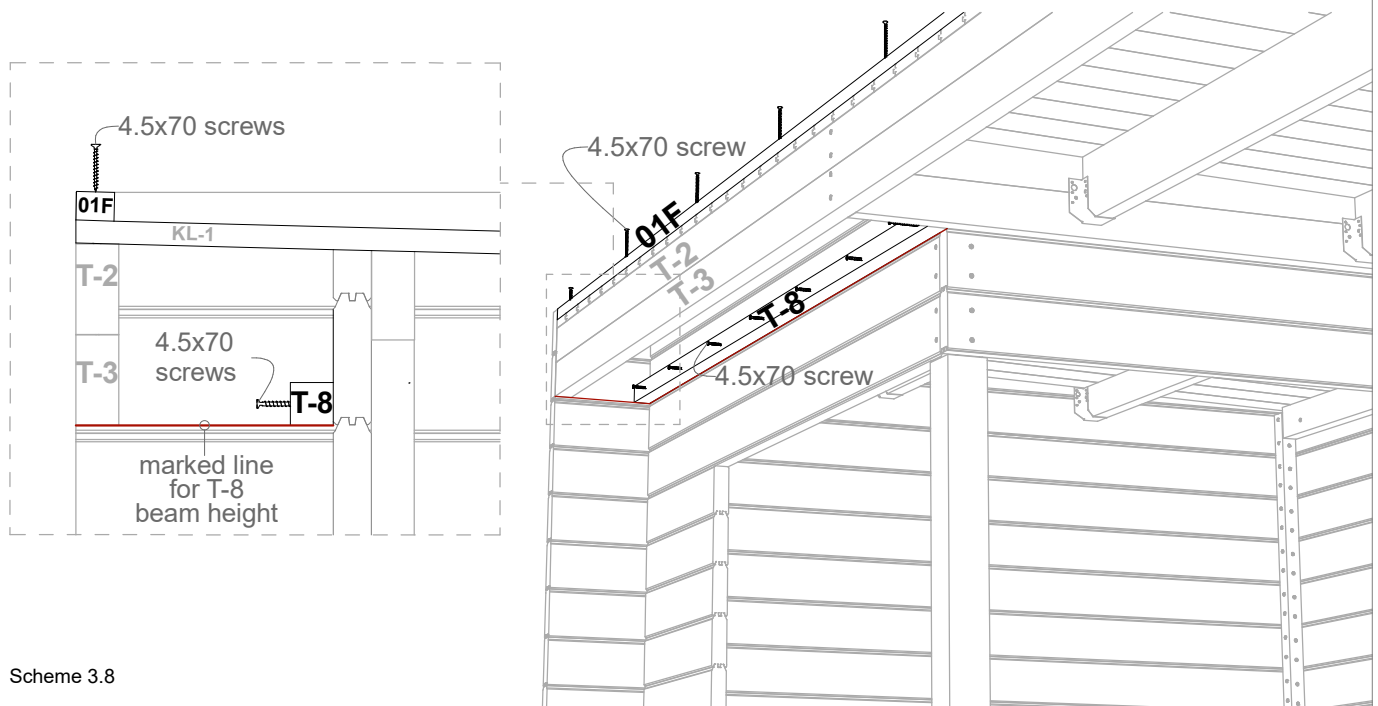 4.5x70 screws
01F
KL-1
T-2
4.5x70
screws
T-3
T-8
marked line
for T-8
beam height
4.5x70 screw
01F
T-2
T-3
T-8
4.5x70 screw
Scheme 3.8